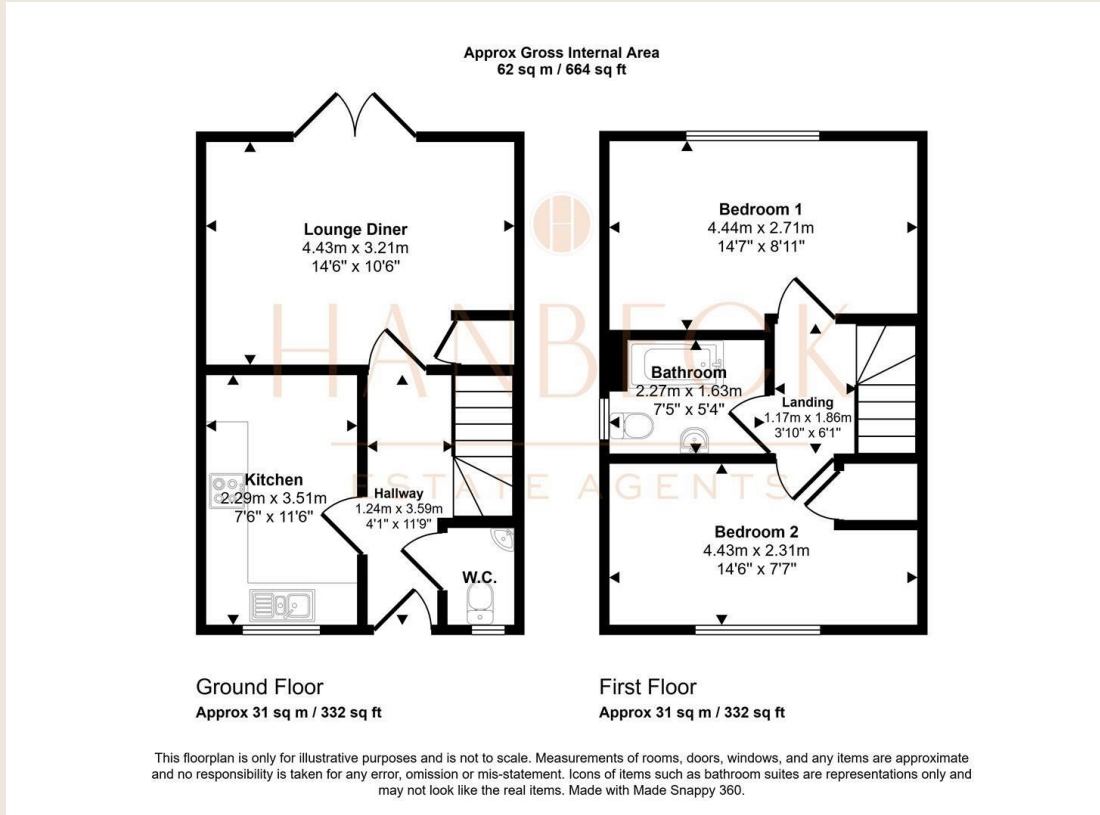 Approx Gross Internal Area
62 sq m / 664 sq ft
Lounge Diner
4.43m x 3.21m
14'6" x 10'6"
Bedroom 1
4.44m x 2.71m
14'7" x 8'11"
HANBECK
ESTATE AGENTS
Bathroom
2.27m x 1.63m
7'5" x 5'4"
Landing
1.17m x 1.86m
3'10" x 6'1"
Kitchen
2.29m x 3.51m
7'6" x 11'6"
Hallway
1.24m x 3.59m
4'1" x 11'9"
W.C.
Bedroom 2
4.43m x 2.31m
14'6" x 7'7"
Ground Floor
Approx 31 sq m / 332 sq ft
First Floor
Approx 31 sq m / 332 sq ft
This floorplan is only for illustrative purposes and is not to scale. Measurements of rooms, doors, windows, and any items are approximate
and no responsibility is taken for any error, omission or mis-statement. Icons of items such as bathroom suites are representations only and
may not look like the real items. Made with Made Snappy 360.